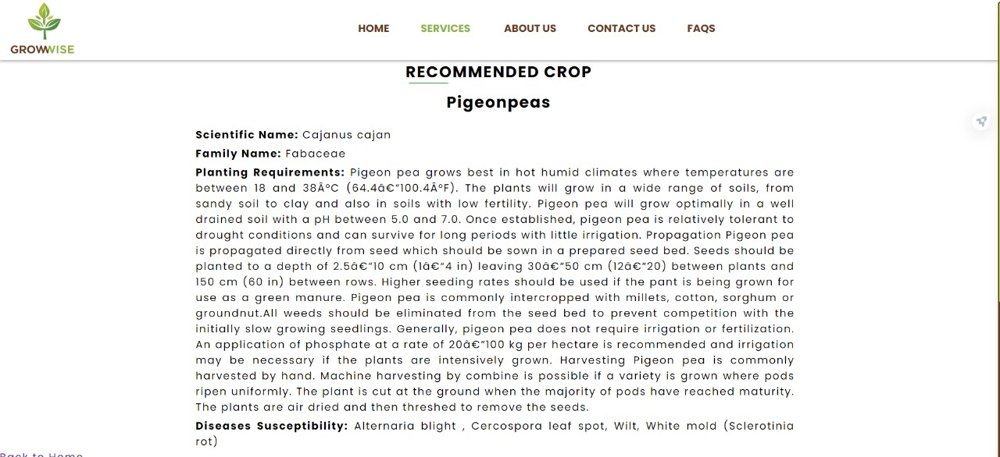 GROWWISE
HOME SERVICES ABOUT US CONTACT US FAQS
RECOMMENDED CROP
Pigeonpeas
Scientific Name: Cajanus cajan
Family Name: Fabaceae
Planting Requirements: Pigeon pea grows best in hot humid climates where temperatures are
between 18 and 38Â°C (64.4â€“100.4Â°F). The plants will grow in a wide range of soils, from
sandy soil to clay and also in soils with low fertility. Pigeon pea will grow optimally in a well
drained soil with a pH between 5.0 and 7.0. Once established, pigeon pea is relatively tolerant to
drought conditions and can survive for long periods with little irrigation. Propagation Pigeon pea
is propagated directly from seed which should be sown in a prepared seed bed. Seeds should be
planted to a depth of 2.5â€“10 cm (1â€“4 in) leaving 30â€“50 cm (12â€“20) between plants and
150 cm (60 in) between rows. Higher seeding rates should be used if the pant is being grown for
use as a green manure. Pigeon pea is commonly intercropped with millets, cotton, sorghum or
groundnut.All weeds should be eliminated from the seed bed to prevent competition with the
initially slow growing seedlings. Generally, pigeon pea does not require irrigation or fertilization.
An application of phosphate at a rate of 20â€“100 kg per hectare is recommended and irrigation
may be necessary if the plants are intensively grown. Harvesting Pigeon pea is commonly
harvested by hand. Machine harvesting by combine is possible if a variety is grown where pods
ripen uniformly. The plant is cut at the ground when the majority of pods have reached maturity.
The plants are air dried and then threshed to remove the seeds.
Diseases Susceptibility: Alternaria blight , Cercospora leaf spot, Wilt, White mold (Sclerotinia
rot)
Back to Home